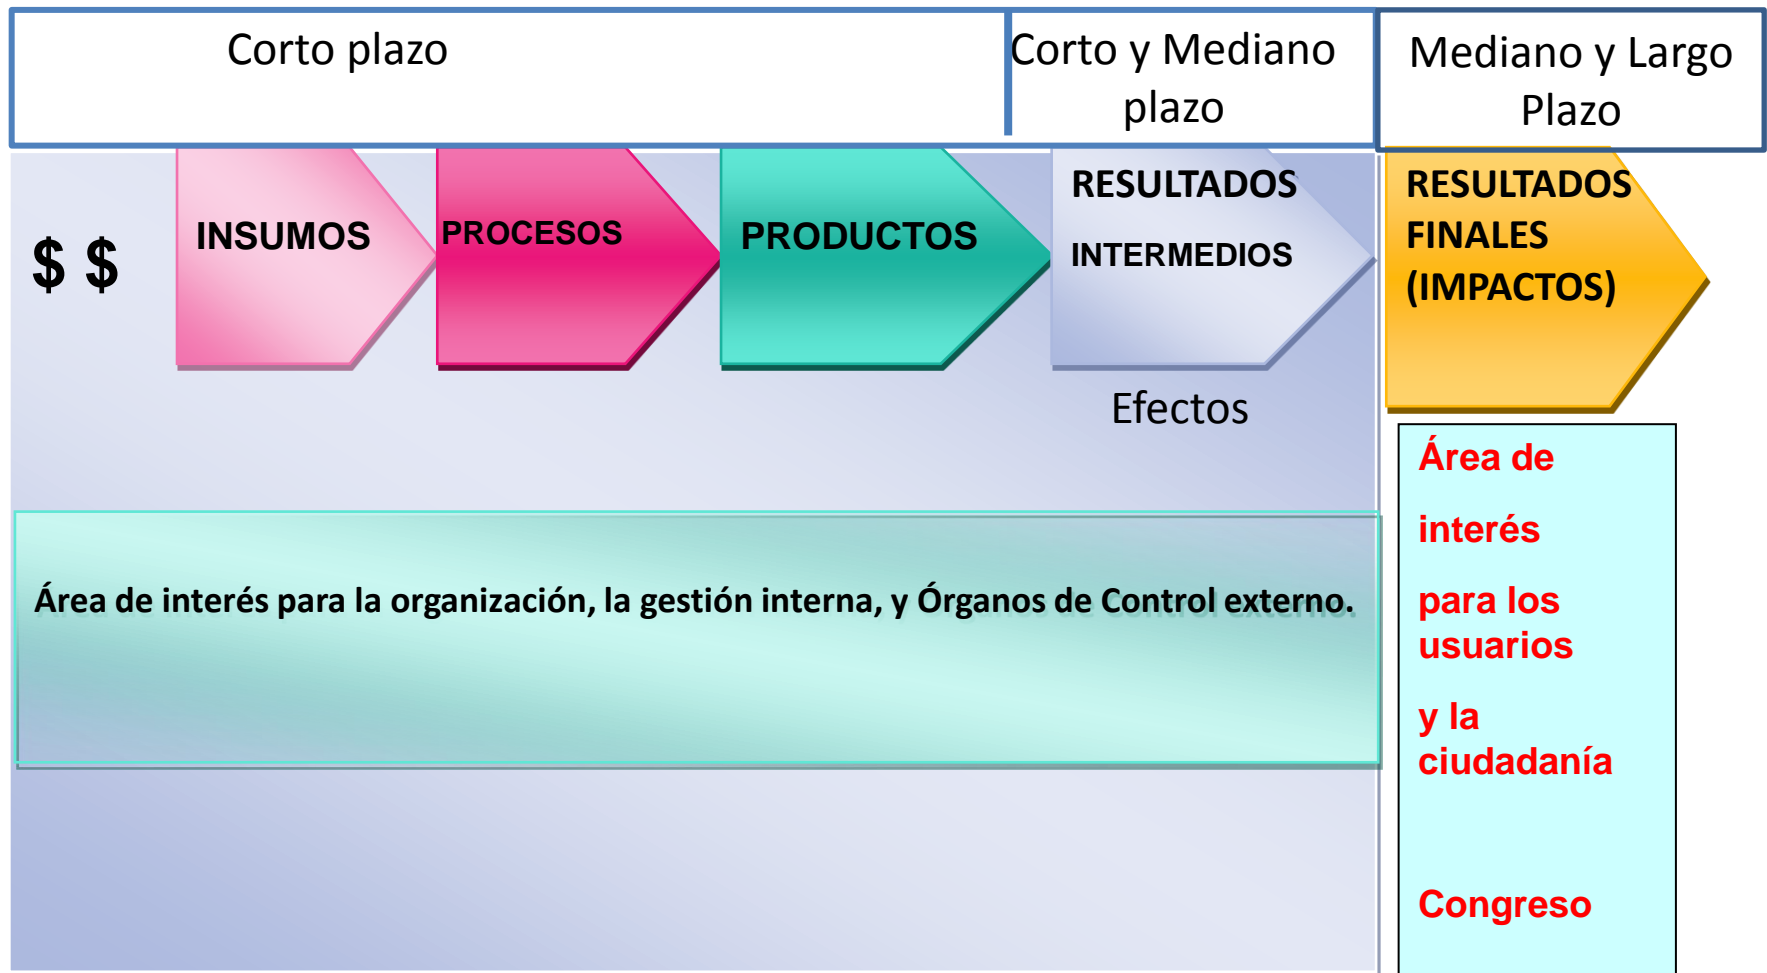 Corto plazo
Corto y Mediano
plazo
Mediano y Largo
Plazo
$ $
INSUMOS
PROCESOS
PRODUCTOS
RESULTADOS
INTERMEDIOS
RESULTADOS
FINALES
(IMPACTOS)
Efectos
Área de interés para la organización, la gestión interna, y Órganos de Control externo.
Área de
interés
para los
usuarios
y la
ciudadanía
Congreso